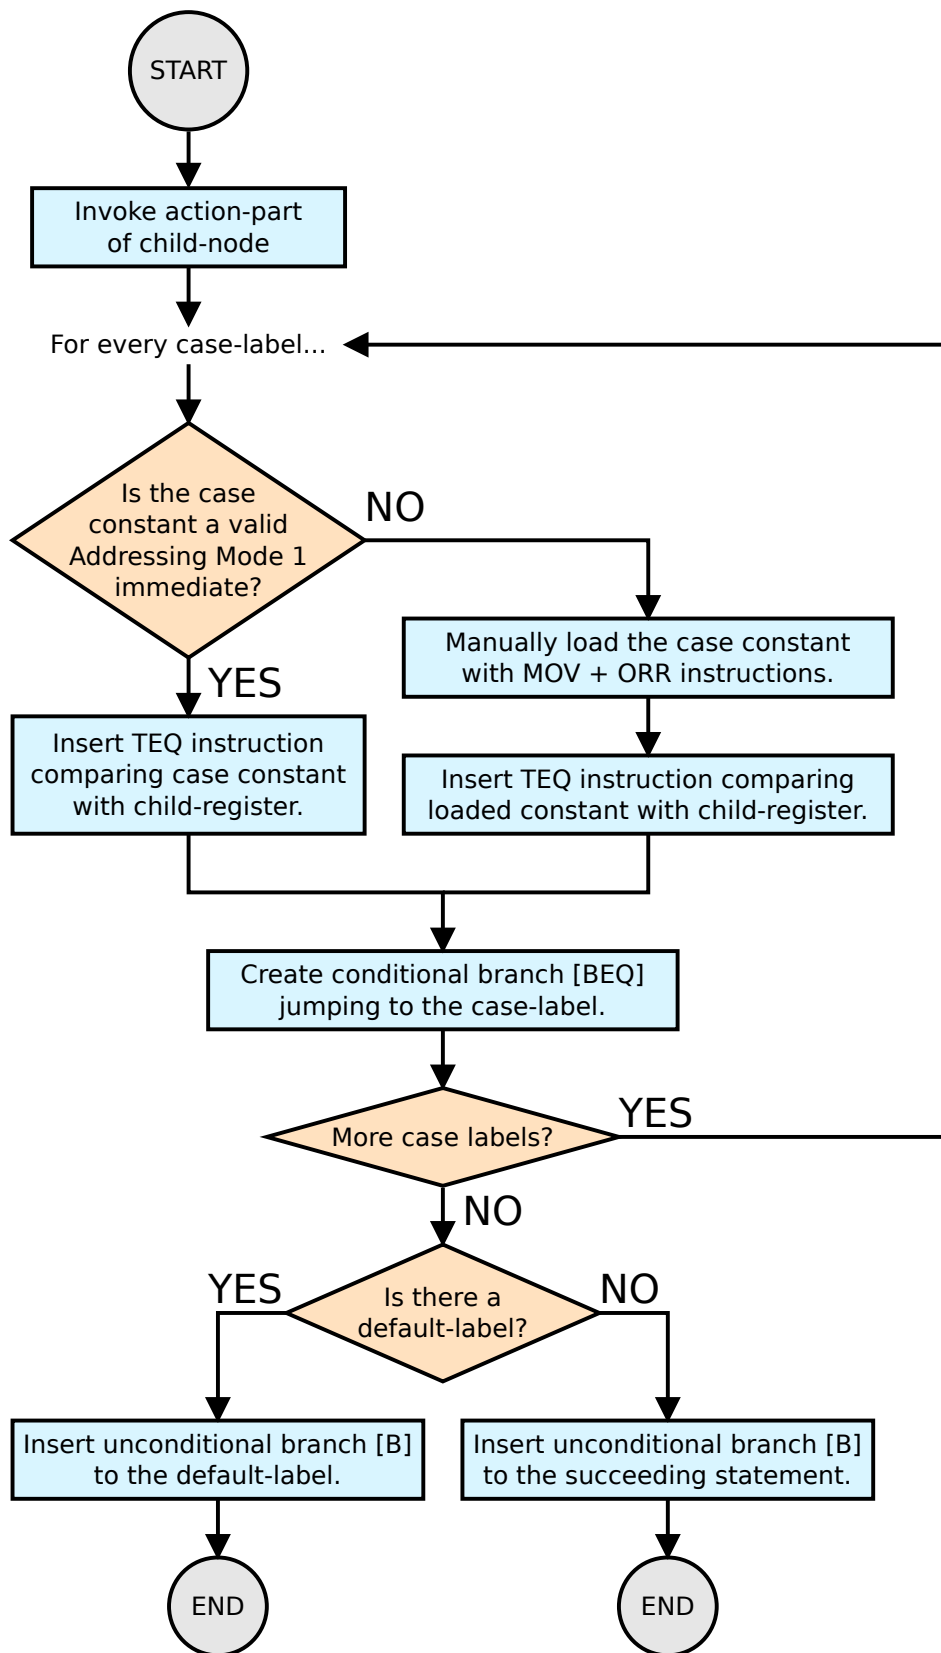 START
Invoke action-part
of child-node
For every case-label...
Is the case
constant a valid
Addressing Mode 1
immediate?
NO
YES
Manually load the case constant
with MOV + ORR instructions.
Insert TEQ instruction
comparing case constant
with child-register.
Insert TEQ instruction comparing
loaded constant with child-register.
Create conditional branch [BEQ]
jumping to the case-label.
More case labels?
YES
NO
Is there a
default-label?
YES
NO
Insert unconditional branch [B]
to the default-label.
Insert unconditional branch [B]
to the succeeding statement.
END
END